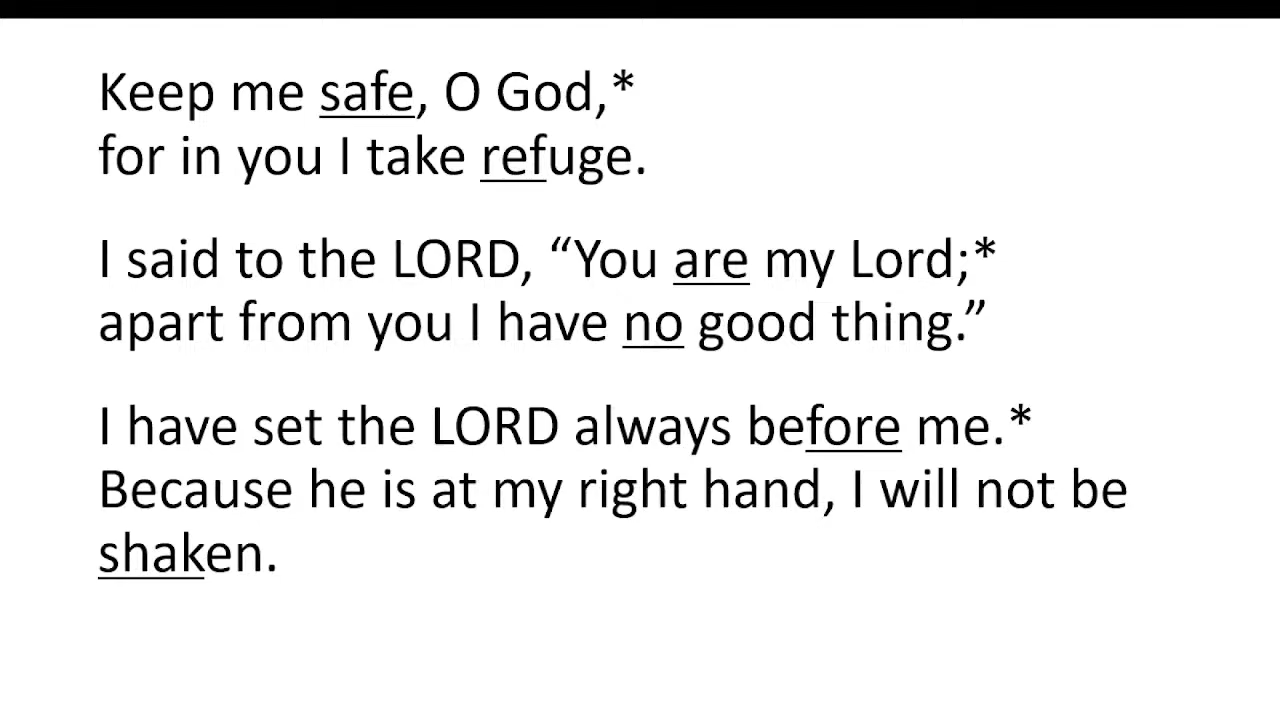 Keep me safe, O God,*
for in you I take refuge.
I said to the LORD, “You are my Lord;*
apart from you I have no good thing.”
I have set the LORD always before me.*
Because he is at my right hand, I will not be
shaken.